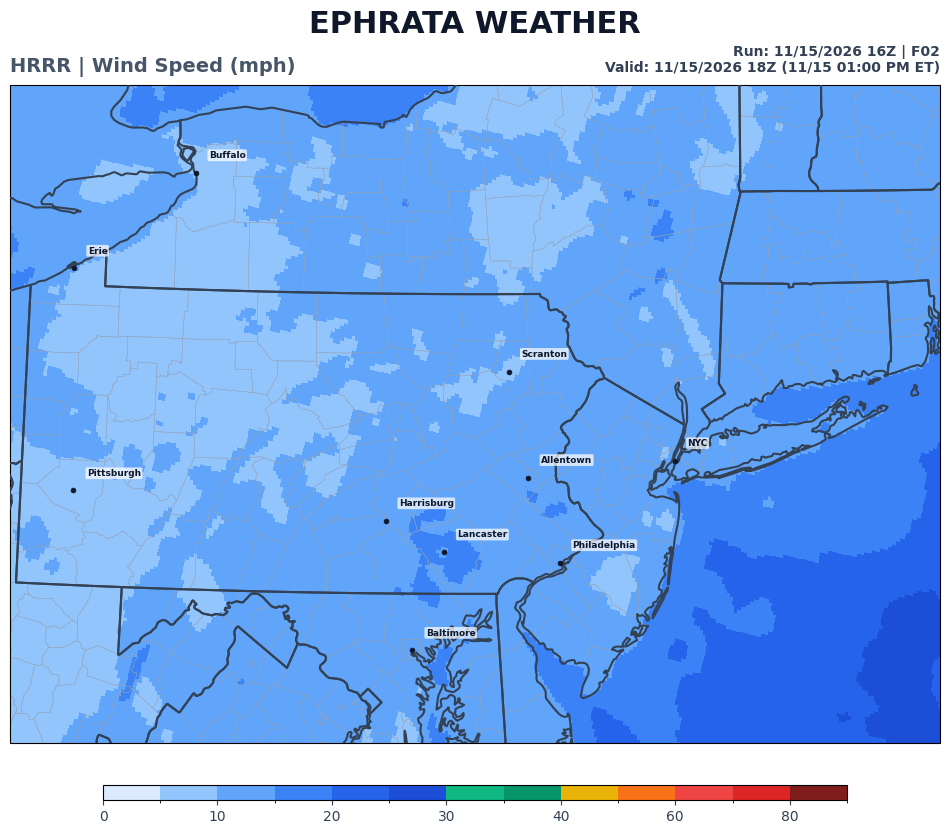 EPHRATA WEATHER
HRRR | Wind Speed (mph)
Run: 11/15/2026 16Z | F02
Valid: 11/15/2026 18Z (11/15 01:00 PM ET)
Buffalo
Erie
Scranton
NYC
Allentown
Pittsburgh
Harrisburg
Lancaster
Philadelphia
Baltimore
0 10 20 30 40 50 60 70 80